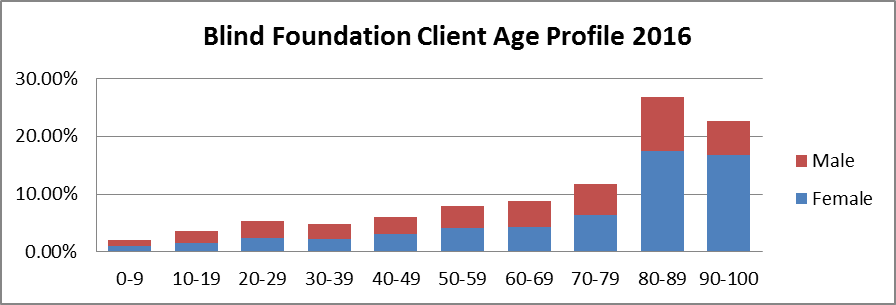 Blind Foundation Client Age Profile 2016
30.00%
20.00%
10.00%
0.00%
0-9 10-19 20-29 30-39 40-49 50-59 60-69 70-79 80-89 90-100
Male
Female